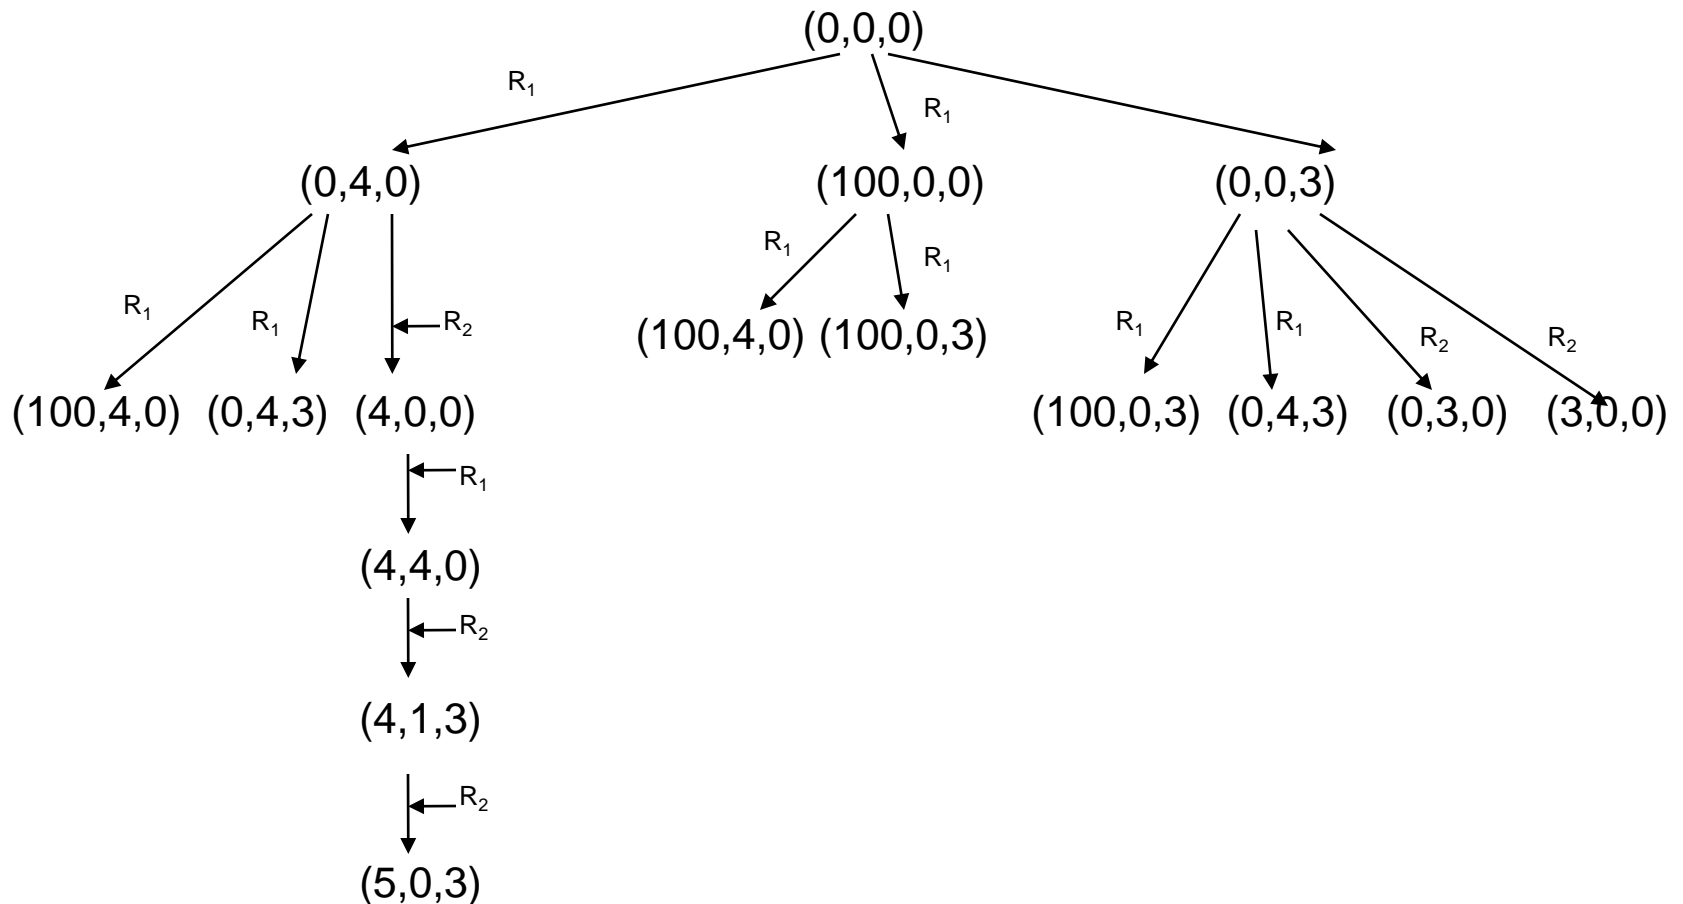 (0,0,0)
R₁
R₁
(0,4,0) (100,0,0) (0,0,3)
R₁ R₁
R₁ R₁ R₂ (100,4,0) (100,0,3) R₁ R₁ R₂ R₂
(100,4,0) (0,4,3) (4,0,0) (100,0,3) (0,4,3) (0,3,0) (3,0,0)
R₁
(4,4,0)
R₂
(4,1,3)
R₂
(5,0,3)